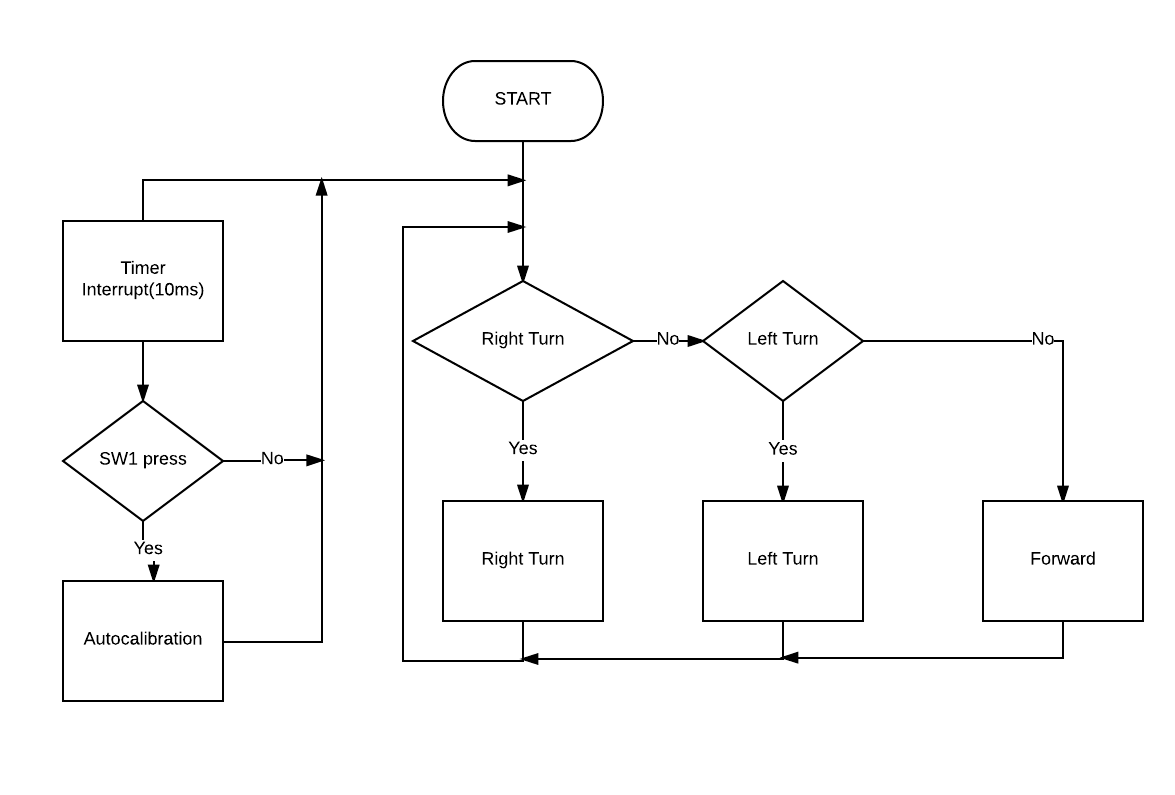 START
Timer
Interrupt(10ms)
Right Turn
No
Left Turn
No
SW1 press
No
Yes
Yes
Yes
Right Turn
Left Turn
Forward
Autocalibration